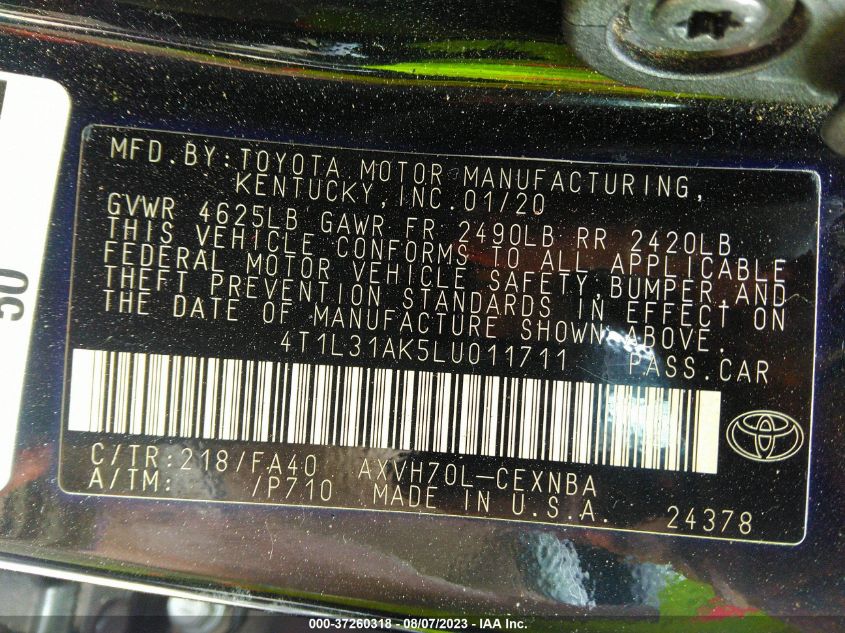 MFD.BY:TOYOTA MOTOR MANUFACTURING,
KENTUCKY,INC.01/20
GVWR 4625LB GAWR FR 2490LB RR 2420LB
THIS VEHICLE CONFORMS TO ALL APPLICABLE
FEDERAL MOTOR VEHICLE SAFETY,BUMPER,AND
THEFT PREVENTION STANDARDS IN EFFECT ON
THE DATE OF MANUFACTURE SHOWN ABOVE.
4T1L31AK5LU011711 PASS.CAR
C/TR:218/FA40 AXVH70L-CEXNBA
A/TM: /P710 MADE IN U.S.A. 24378
50
000-37260318 - 08/07/2023 - IAA Inc.